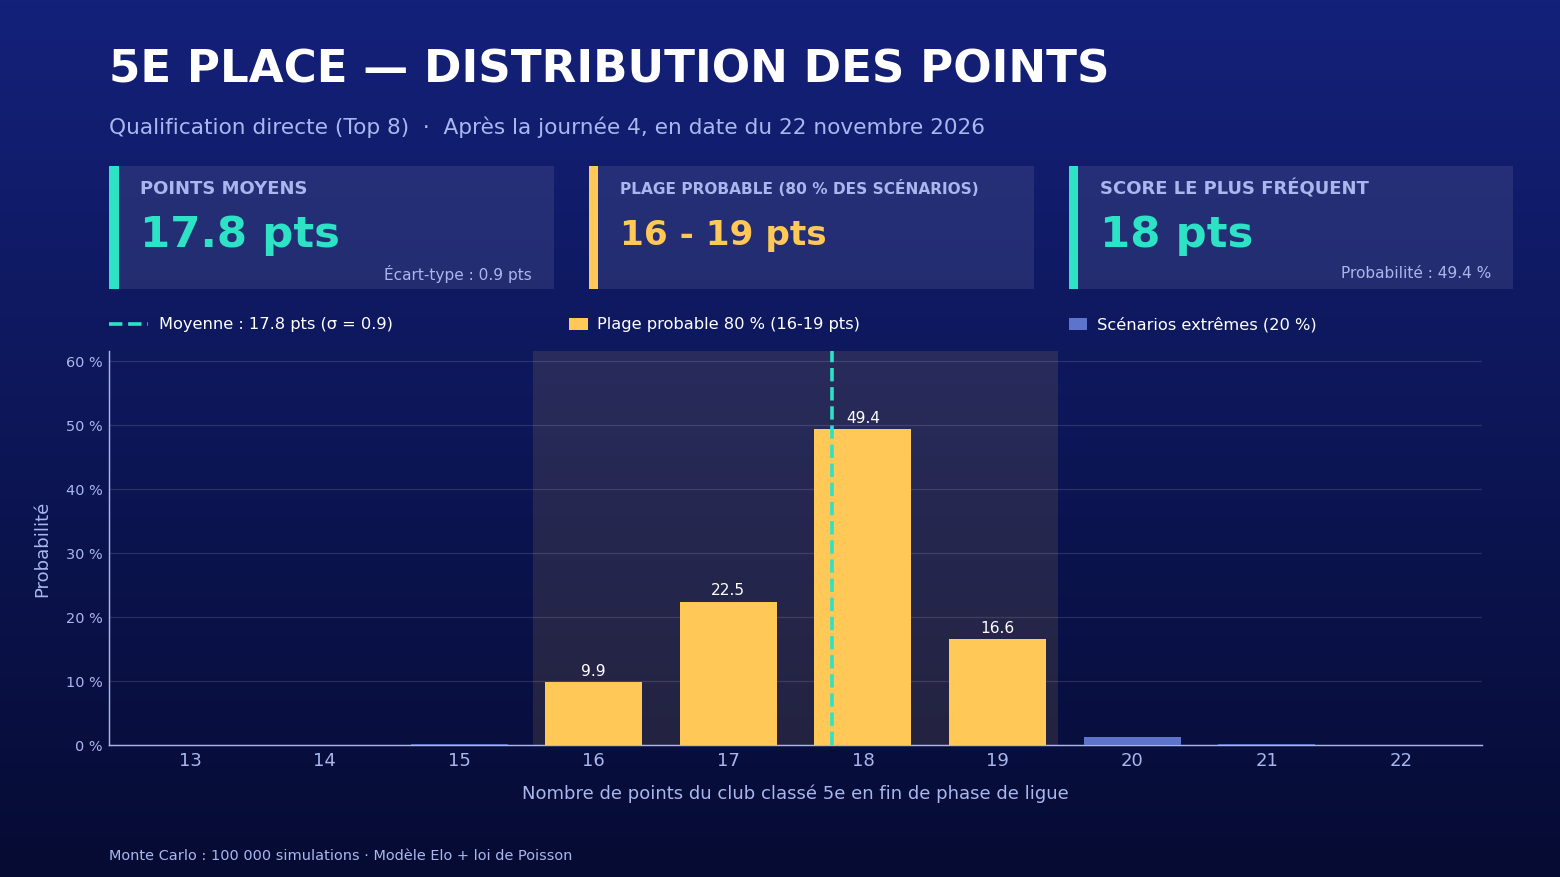 5E PLACE — DISTRIBUTION DES POINTS
Qualification directe (Top 8) · Après la journée 4, en date du 22 novembre 2026
POINTS MOYENS
17.8 pts
Écart-type : 0.9 pts
PLAGE PROBABLE (80 % DES SCÉNARIOS)
16 - 19 pts
SCORE LE PLUS FRÉQUENT
18 pts
Probabilité : 49.4 %
Moyenne : 17.8 pts (σ = 0.9)
Plage probable 80 % (16-19 pts)
Scénarios extrêmes (20 %)
Probabilité
60 %
50 %
40 %
30 %
20 %
10 %
0 %
9.9
22.5
49.4
16.6
13 14 15 16 17 18 19 20 21 22
Nombre de points du club classé 5e en fin de phase de ligue
Monte Carlo : 100 000 simulations · Modèle Elo + loi de Poisson